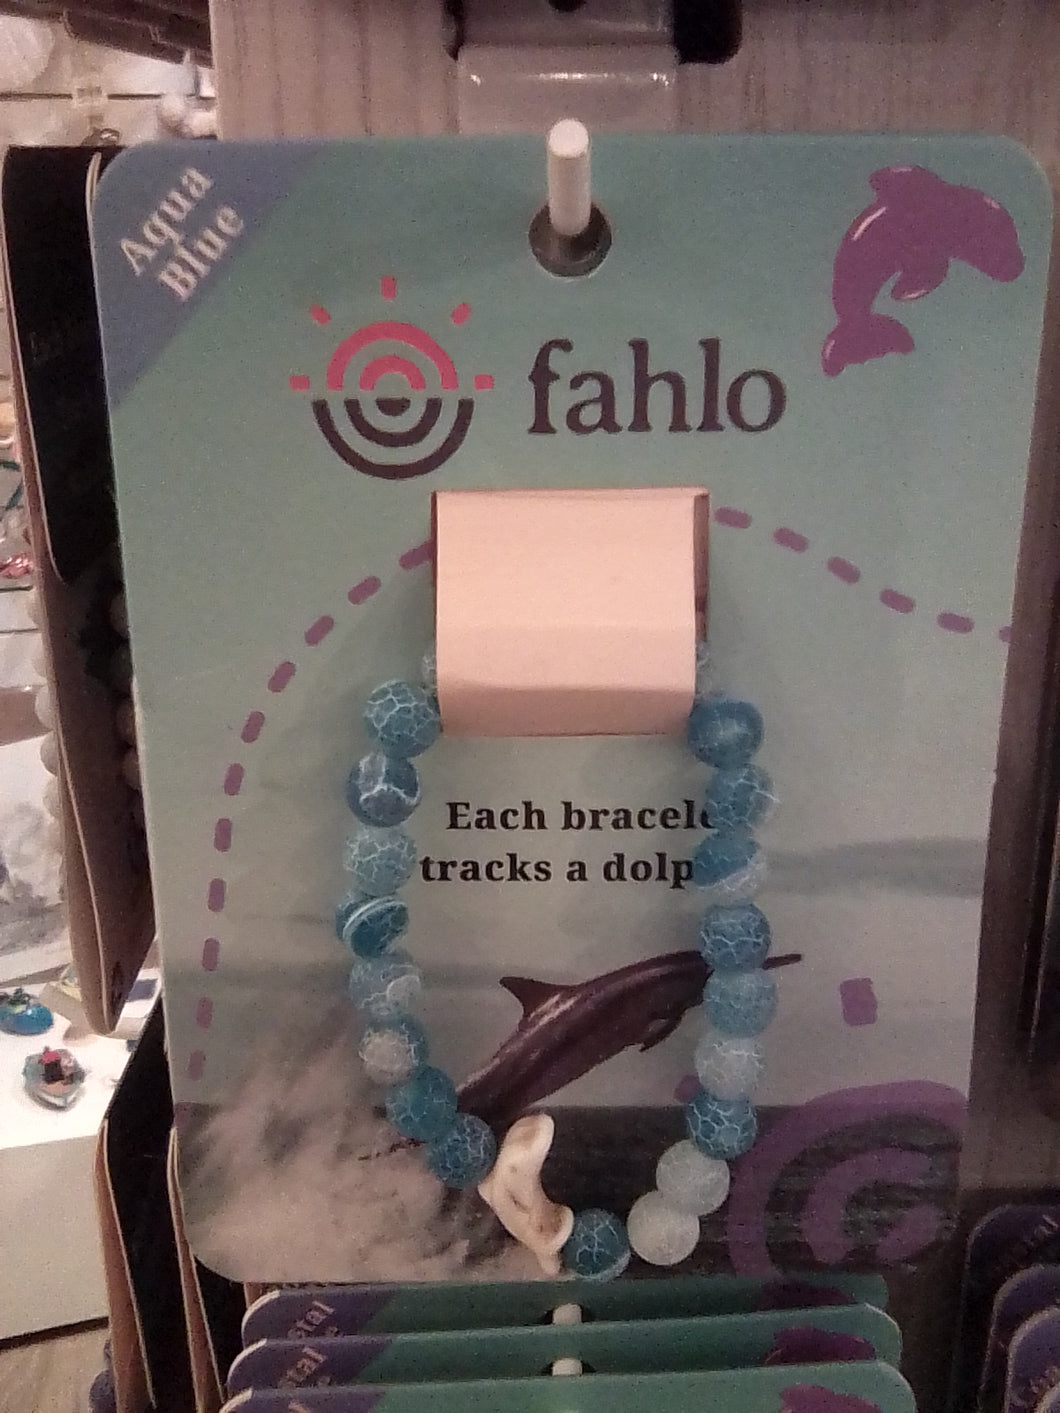 Aqua
Blue
fahlo
Each bracele
tracks a dolp